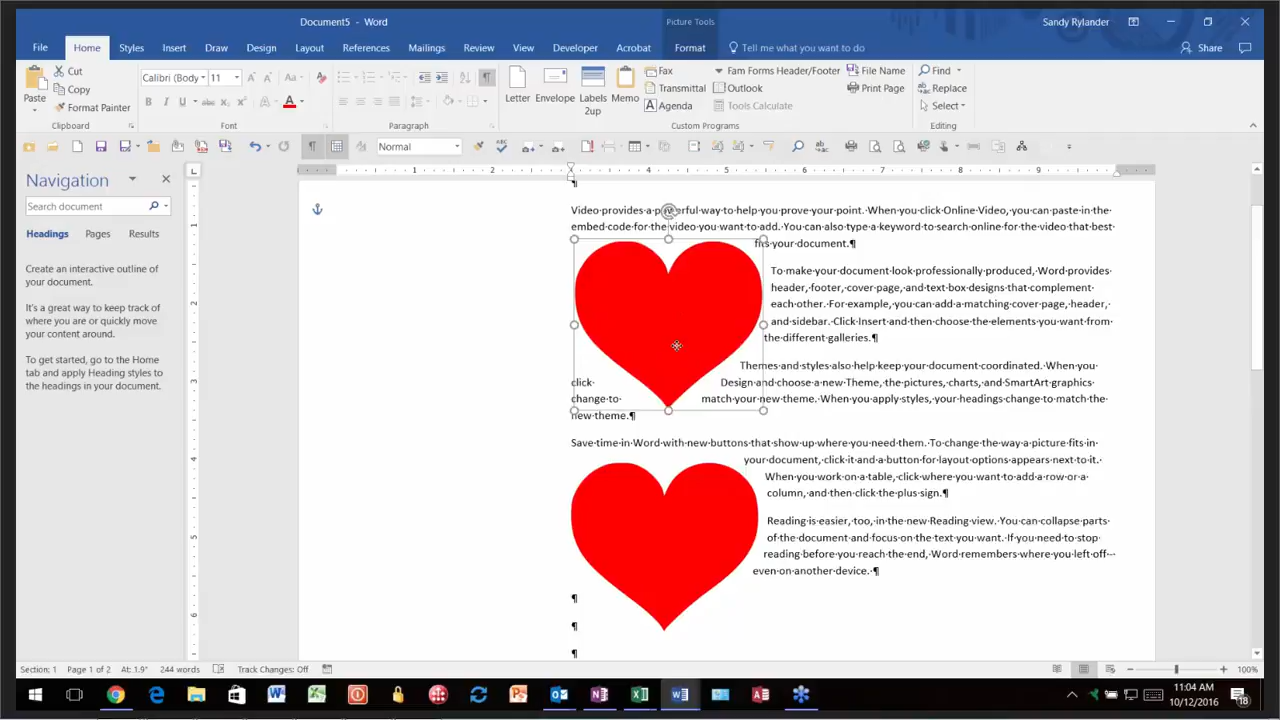 Document5 - Word
Picture Tools
Sandy Rylander
File Home Styles Insert Draw Design Layout References Mailings Review View Developer Acrobat Format Tell me what you want to do Share
Paste
Cut
Copy
Format Painter
Clipboard
Calibri (Body 11
Aa
B I U abc x₂ x²
Font
Paragraph
Letter Envelope Labels 2up Memo
Fax Fam Forms Header/Footer File Name
Transmittal Outlook Print Page
Agenda Tools Calculate
Custom Programs
Find
Replace
Select
Editing
Normal
Navigation
Search document
Headings Pages Results
Create an interactive outline of
your document.
It's a great way to keep track of
where you are or quickly move
your content around.
To get started, go to the Home
tab and apply Heading styles to
the headings in your document.
2 4 5 6 7 8 9
1
2
3
4
5
6
¶
Video·provides·a·powerful·way·to·help·you·prove·your·point.·When·you·click·Online·Video,·you·can·paste·in·the·
embed·code·for·the·video·you·want·to·add.·You·can·also·type·a·keyword·to·search·online·for·the·video·that·best·
fits·your·document.¶
To·make·your·document·look·professionally·produced,·Word·provides·
header,·footer,·cover·page,·and·text·box·designs·that·complement·
each·other.·For·example,·you·can·add·a·matching·cover·page,·header,·
and·sidebar.·Click·Insert·and·then·choose·the·elements·you·want·from·
the·different·galleries.¶
Themes·and·styles·also·help·keep·your·document·coordinated.·When·you·
click· Design·and·choose·a·new·Theme,·the·pictures,·charts,·and·SmartArt·graphics·
change·to· match·your·new·theme.·When·you·apply·styles,·your·headings·change·to·match·the·
new·theme.¶
Save·time·in·Word·with·new·buttons·that·show·up·where·you·need·them.·To·change·the·way·a·picture·fits·in·
your·document,·click·it·and·a·button·for·layout·options·appears·next·to·it.·
When·you·work·on·a·table,·click·where·you·want·to·add·a·row·or·a·
column,·and·then·click·the·plus·sign.¶
Reading·is·easier,·too,·in·the·new·Reading·view.·You·can·collapse·parts·
of·the·document·and·focus·on·the·text·you·want.·If·you·need·to·stop·
reading·before·you·reach·the·end,·Word·remembers·where·you·left·off·-·
even·on·another·device.·¶
¶
¶
¶
Section: 1 Page 1 of 2 At: 1.9" 244 words Track Changes: Off 100%
11:04 AM
10/12/2016
18